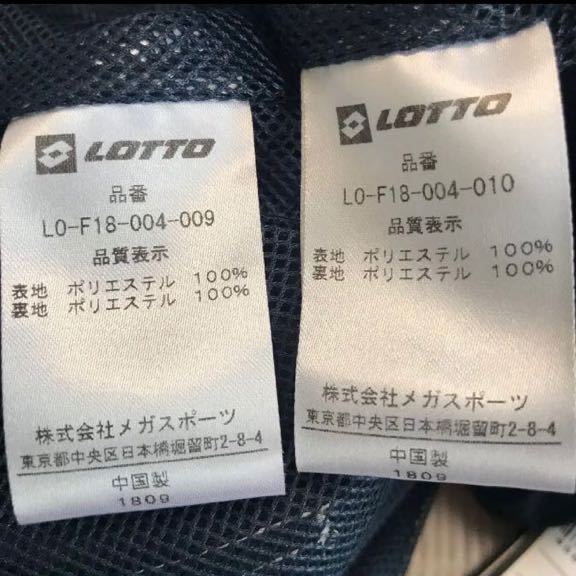 LOTTO
品番
LO-F18-004-009
品質表示
表地 ポリエステル 100%
裏地 ポリエステル 100%
株式会社メガスポーツ
東京都中央区日本橋堀留町2-8-4
中国製
1809
LOTTO
品番
LO-F18-004-010
品質表示
表地 ポリエステル 100%
裏地 ポリエステル 100%
株式会社メガスポーツ
東京都中央区日本橋堀留町2-8-4
中国製
1809